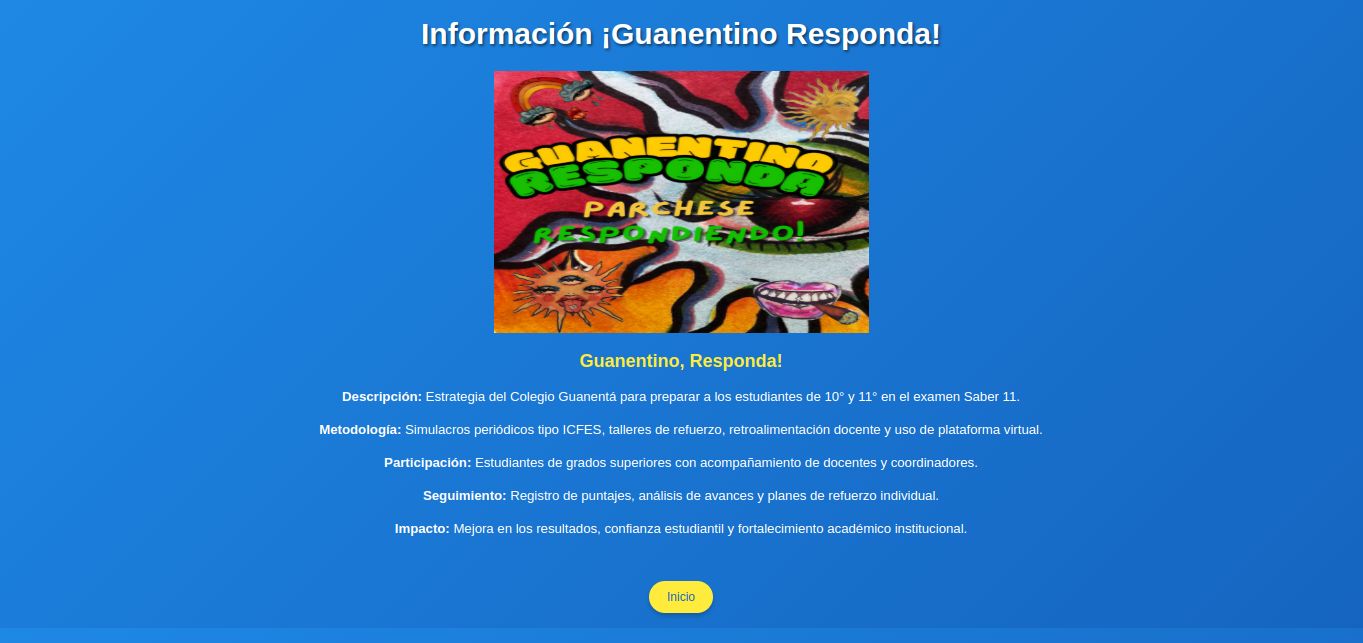 Información ¡Guanentino Responda!
GUANENTINO
RESPONDA
PARCHESE
RESPONDIENDO!
Guanentino, Responda!
Descripción: Estrategia del Colegio Guanentá para preparar a los estudiantes de 10° y 11° en el examen Saber 11.
Metodología: Simulacros periódicos tipo ICFES, talleres de refuerzo, retroalimentación docente y uso de plataforma virtual.
Participación: Estudiantes de grados superiores con acompañamiento de docentes y coordinadores.
Seguimiento: Registro de puntajes, análisis de avances y planes de refuerzo individual.
Impacto: Mejora en los resultados, confianza estudiantil y fortalecimiento académico institucional.
Inicio